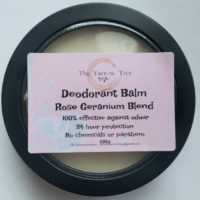 The Yarrow Tree
Deodorant Balm
Rose Geranium Blend
100% effective against odour
24 hour protection
No chemicals or parabens
100g